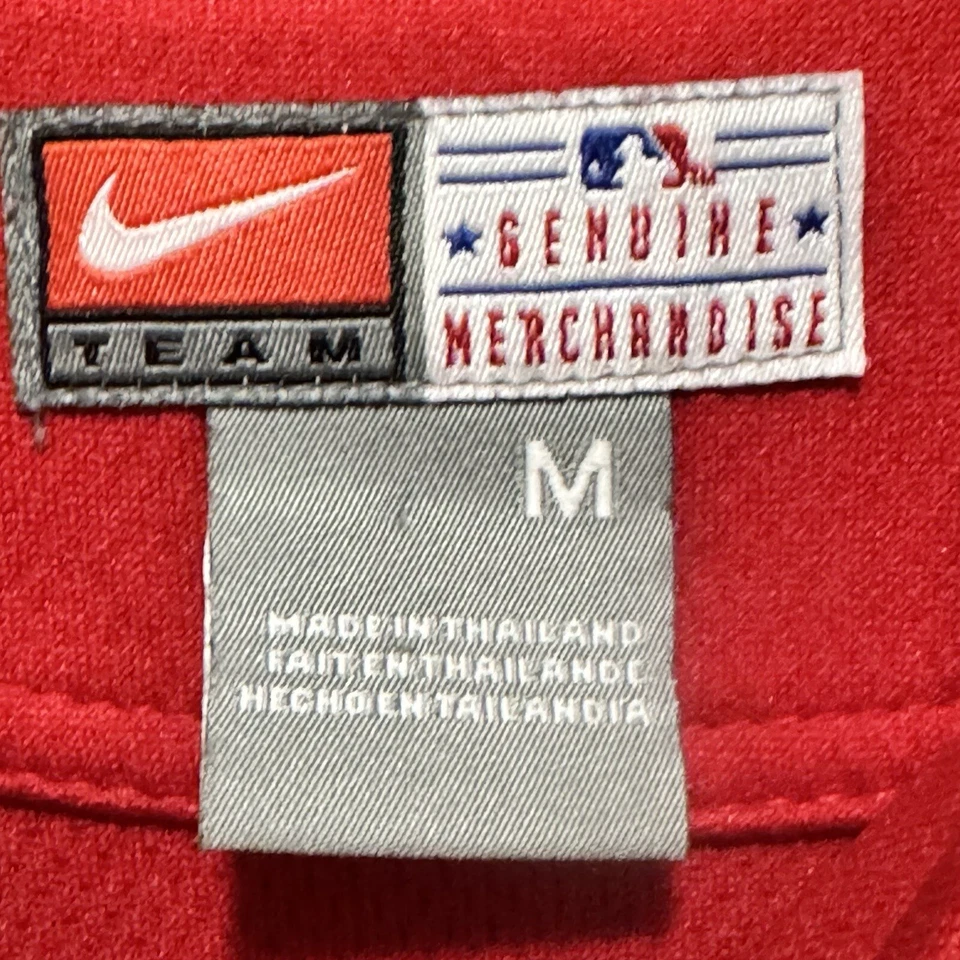 TEAM
GENUINE
MERCHANDISE
M
MADE IN THAILAND
FAIT EN THAILANDE
HECHO EN TAILANDIA